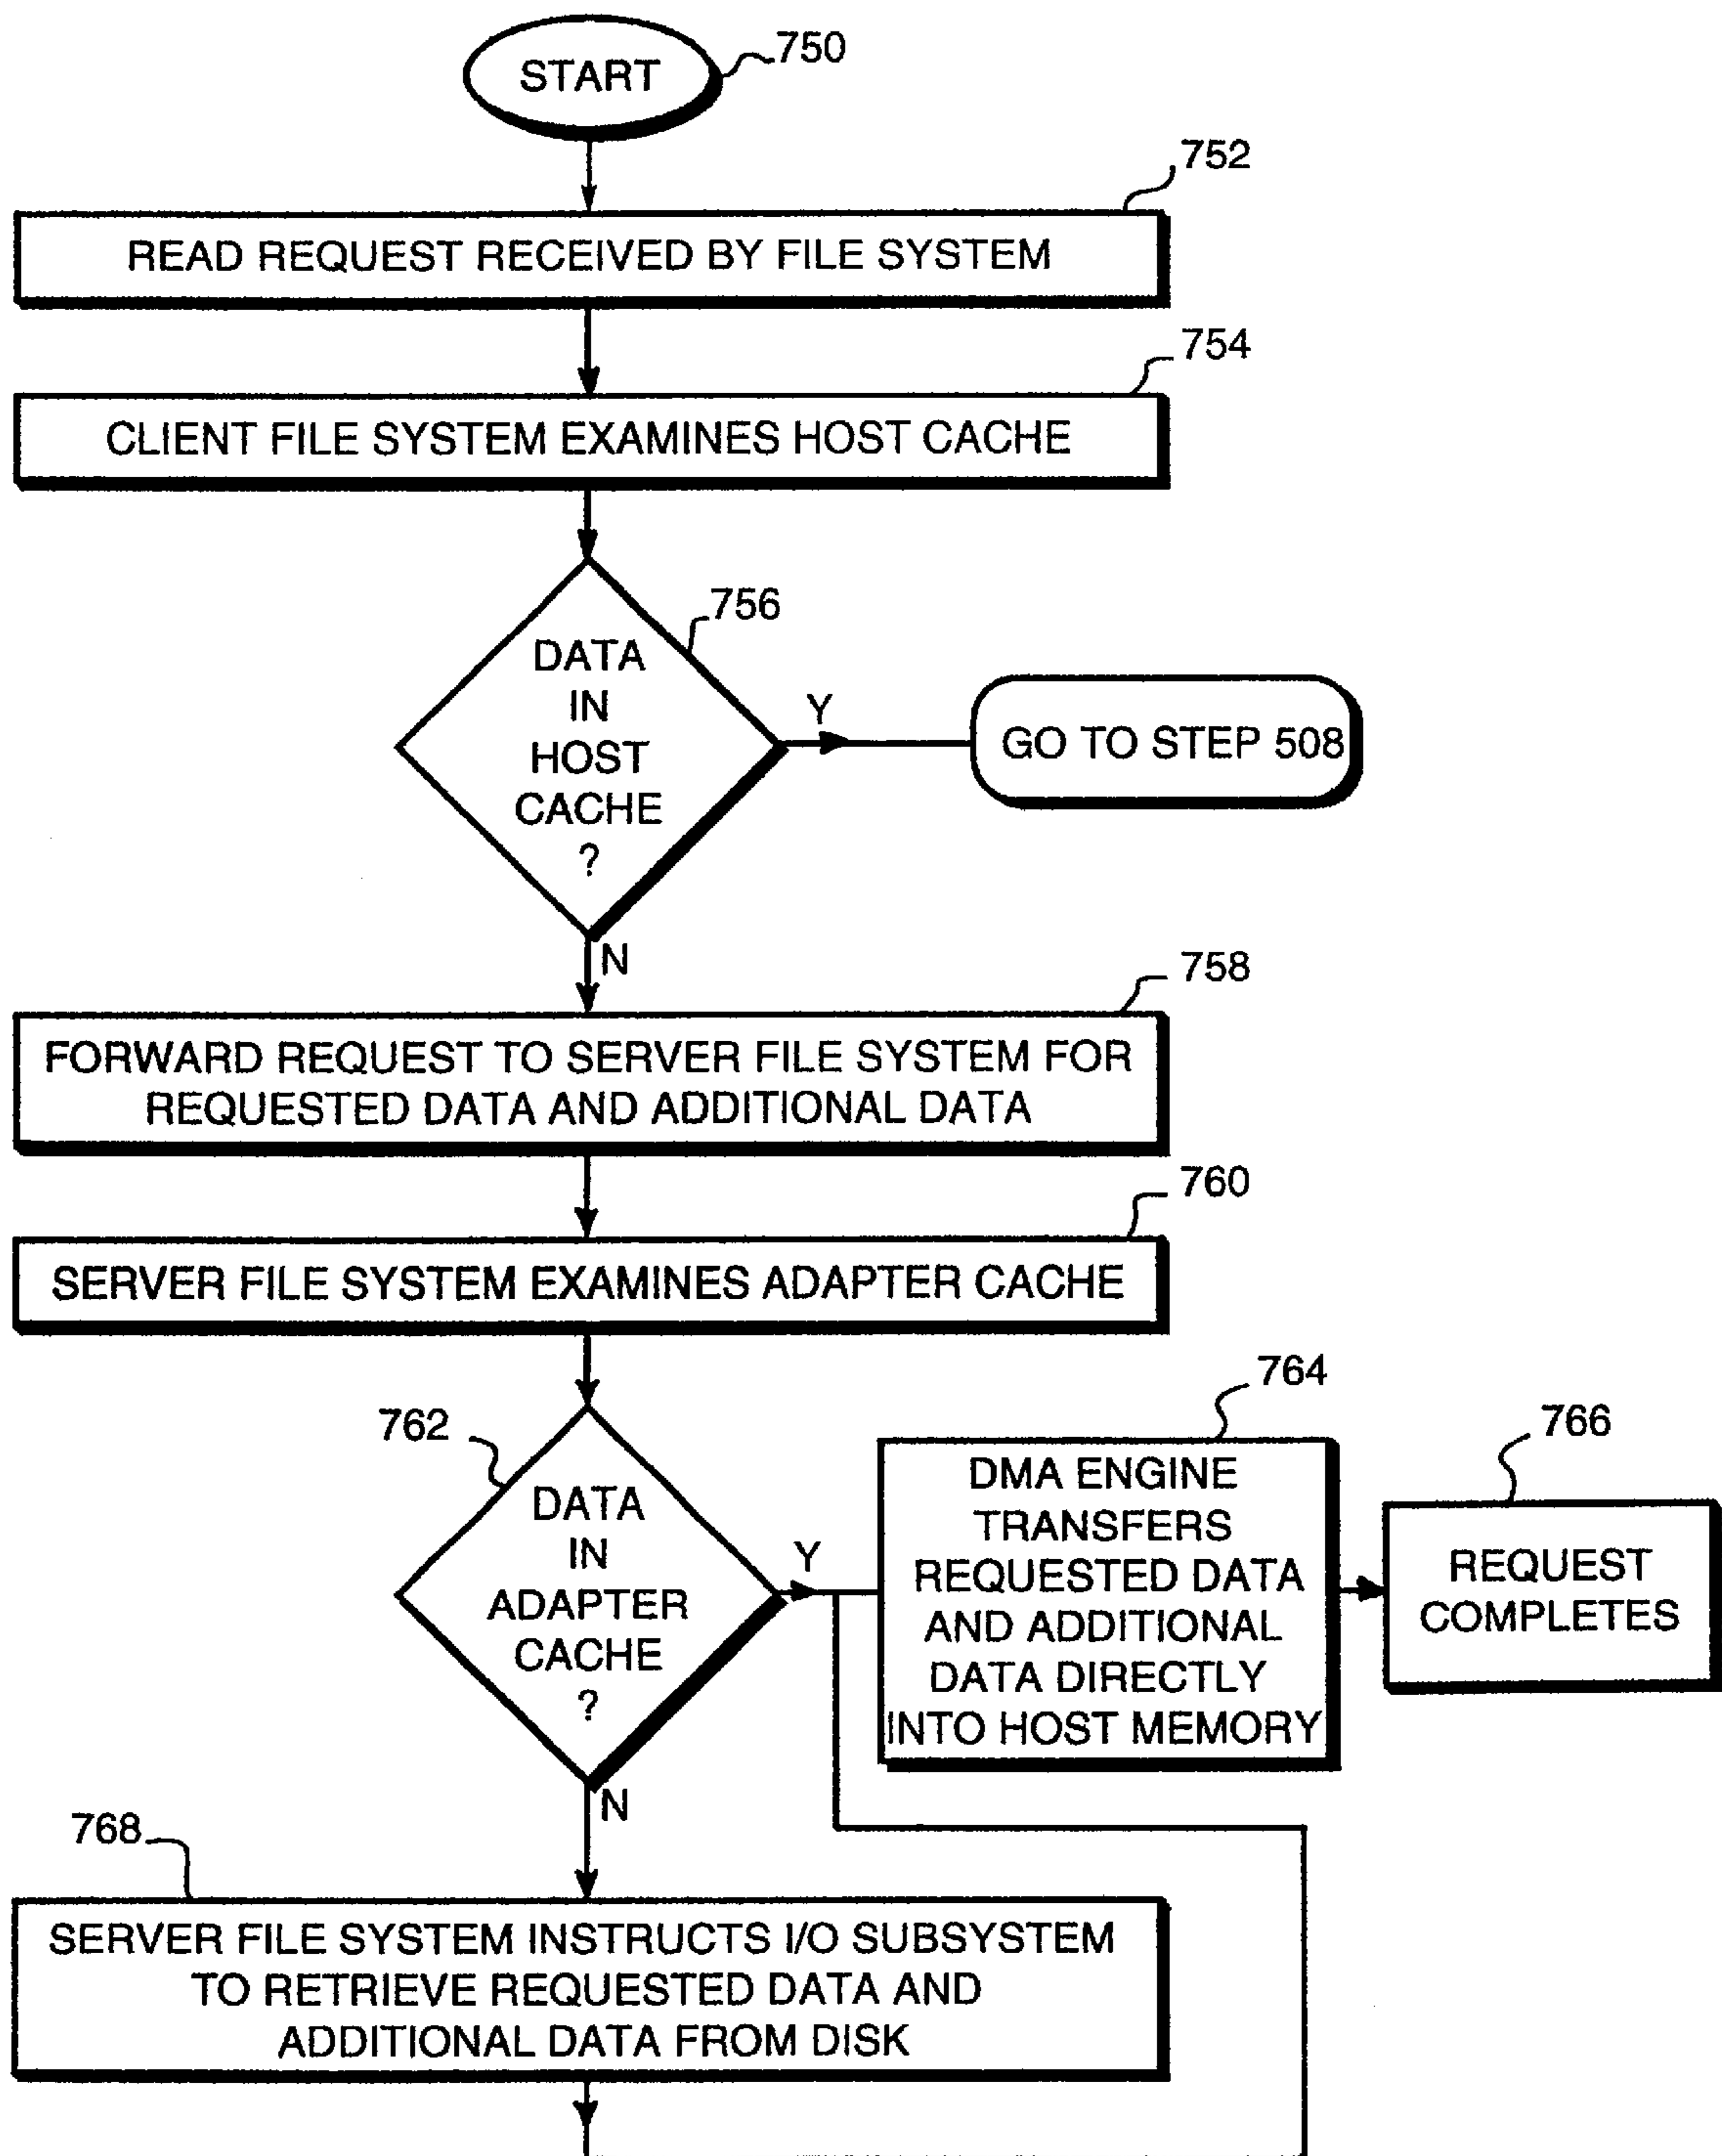 START
750
752
READ REQUEST RECEIVED BY FILE SYSTEM
754
CLIENT FILE SYSTEM EXAMINES HOST CACHE
756
DATA
IN
HOST
CACHE
?
Y
GO TO STEP 508
N
758
FORWARD REQUEST TO SERVER FILE SYSTEM FOR
REQUESTED DATA AND ADDITIONAL DATA
760
SERVER FILE SYSTEM EXAMINES ADAPTER CACHE
762
DATA
IN
ADAPTER
CACHE
?
Y
764
DMA ENGINE
TRANSFERS
REQUESTED DATA
AND ADDITIONAL
DATA DIRECTLY
INTO HOST MEMORY
766
REQUEST
COMPLETES
N
768
SERVER FILE SYSTEM INSTRUCTS I/O SUBSYSTEM
TO RETRIEVE REQUESTED DATA AND
ADDITIONAL DATA FROM DISK